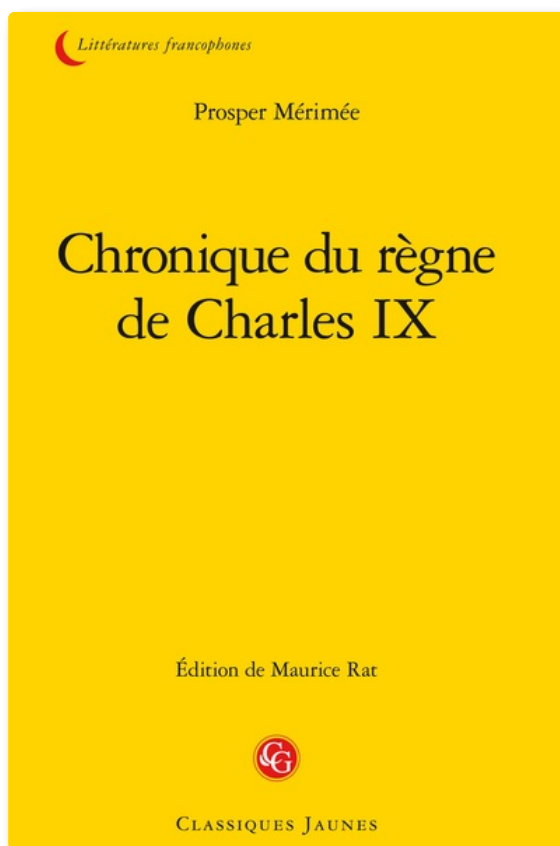 Littératures francophones
Prosper Mérimée
Chronique du règne
de Charles IX
Édition de Maurice Rat
CG
CLASSIQUES JAUNES